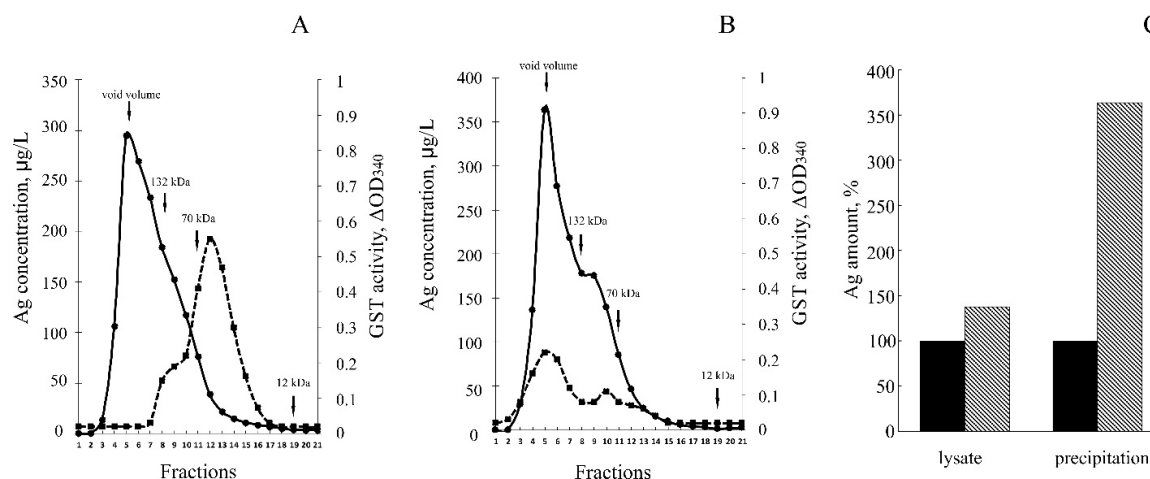 A
Ag concentration, µg/L
GST activity, ΔOD340
350
300
250
200
150
100
50
0
1
0.9
0.8
0.7
0.6
0.5
0.4
0.3
0.2
0.1
0
void volume
132 kDa
70 kDa
12 kDa
1 2 3 4 5 6 7 8 9 10 11 12 13 14 15 16 17 18 19 20 21
Fractions
B
Ag concentration, µg/L
GST activity, ΔOD340
400
350
300
250
200
150
100
50
0
1
0.9
0.8
0.7
0.6
0.5
0.4
0.3
0.2
0.1
0
void volume
132 kDa
70 kDa
12 kDa
1 2 3 4 5 6 7 8 9 10 11 12 13 14 15 16 17 18 19 20 21
Fractions
Ag amount, %
400
350
300
250
200
150
100
50
0
lysate precipitation